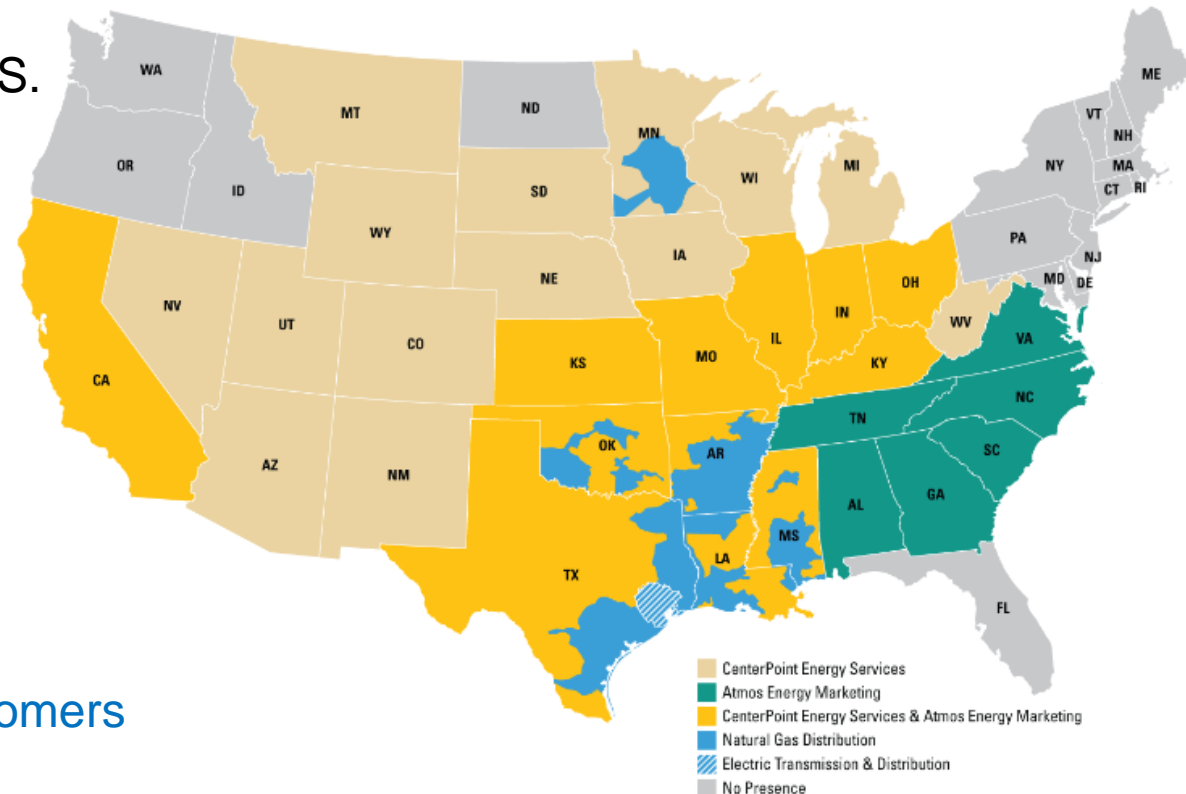 S.
WA
MT
ND
MN
ME
VT
NH
OR
ID
SD
WI
MI
NY
MA
CT
RI
WY
IA
PA
NJ
NE
OH
MD
DE
NV
UT
CO
IL
IN
WV
VA
CA
KS
MO
KY
NC
TN
AZ
NM
OK
AR
SC
AL
GA
MS
LA
TX
FL
omers
CenterPoint Energy Services
Atmos Energy Marketing
CenterPoint Energy Services & Atmos Energy Marketing
Natural Gas Distribution
Electric Transmission & Distribution
No Presence